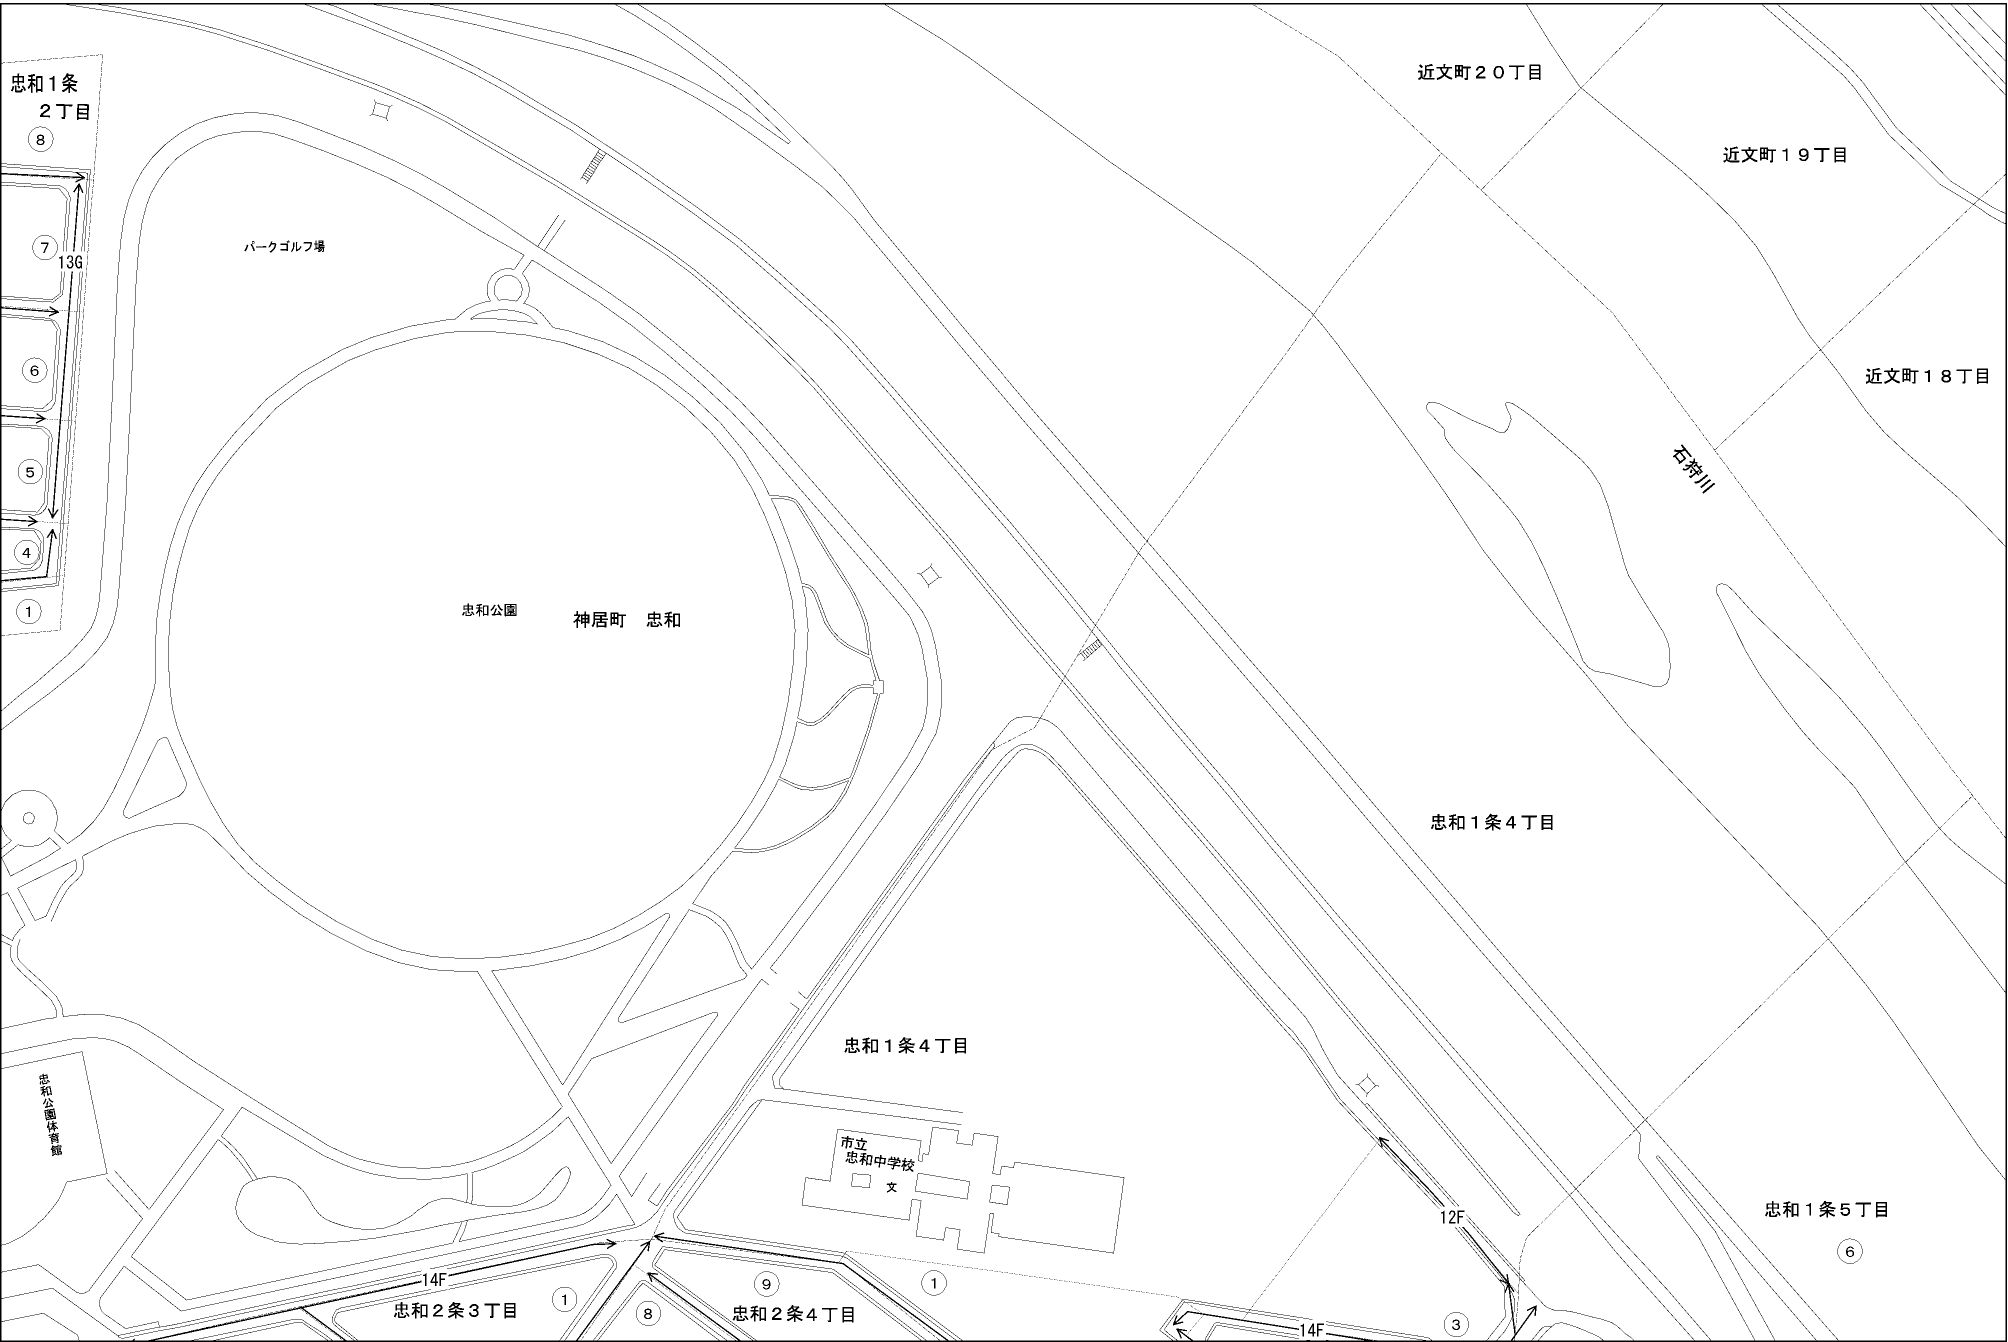 忠和１条
２丁目
8
近文町２０丁目
近文町１９丁目
7
13G
パークゴルフ場
6
近文町１８丁目
5
石狩川
4
1
忠和公園
神居町　忠和
忠和１条４丁目
忠和１条４丁目
忠和公園体育館
市立
忠和中学校
文
忠和１条５丁目
6
12F
14F
1
忠和２条３丁目
9
忠和２条４丁目
8
1
14F
3